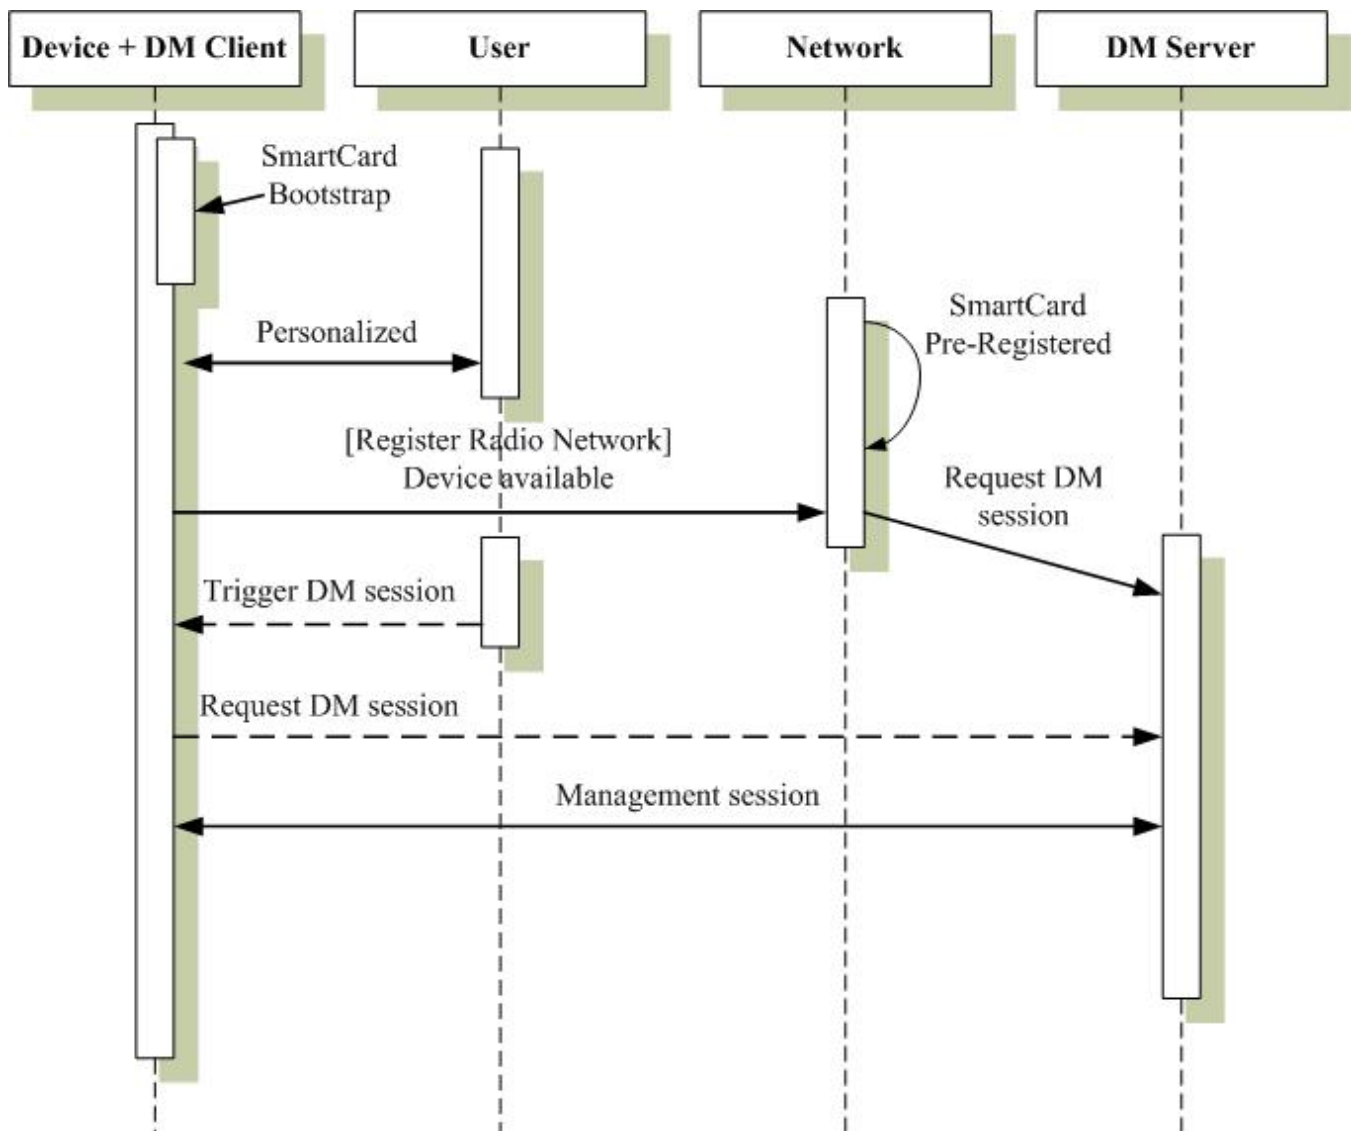 Device + DM Client
User
Network
DM Server
SmartCard
Bootstrap
SmartCard
Pre-Registered
Personalized
[Register Radio Network]
Device available
Request DM
session
Trigger DM session
Request DM session
Management session